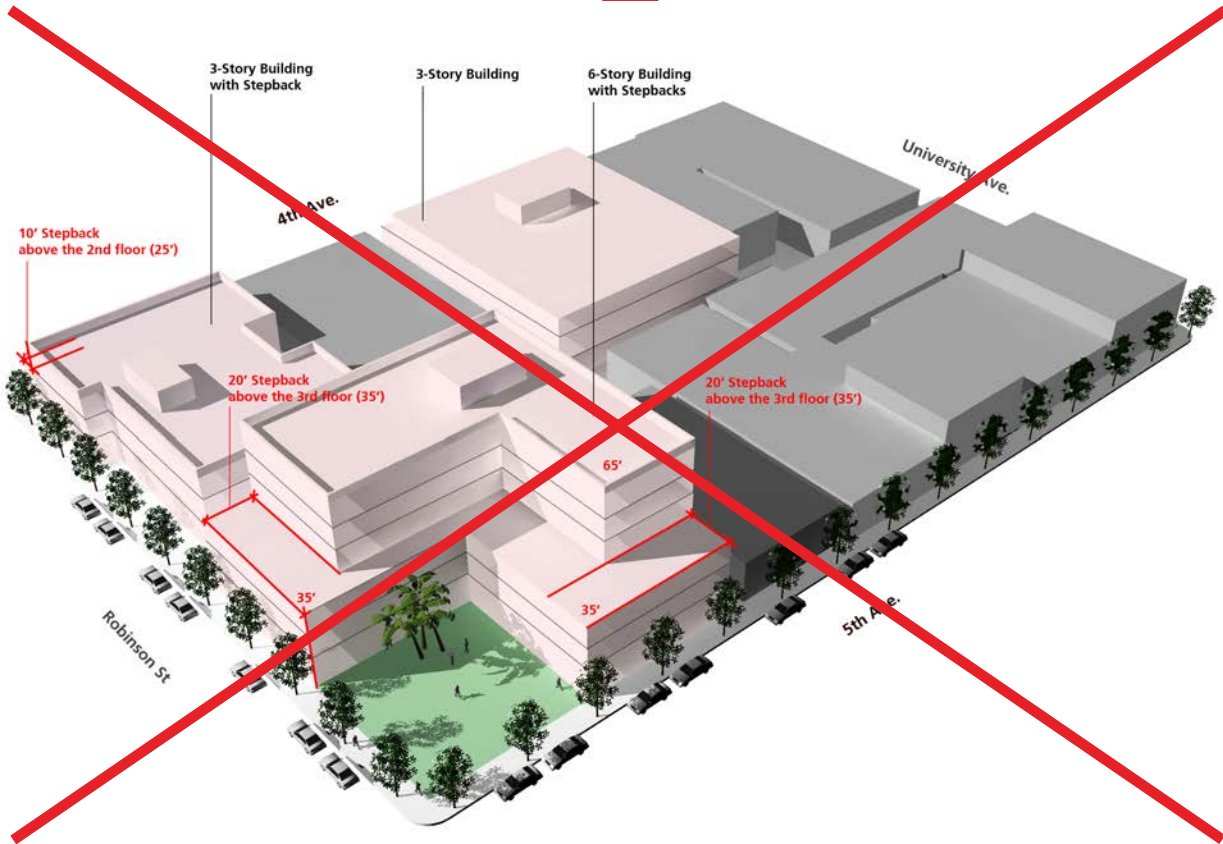 3-Story Building
with Stepback
3-Story Building
6-Story Building
with Stepbacks
University Ave.
4th Ave.
10' Stepback
above the 2nd floor (25')
20' Stepback
above the 3rd floor (35')
20' Stepback
above the 3rd floor (35')
65'
35'
35'
5th Ave.
Robinson St